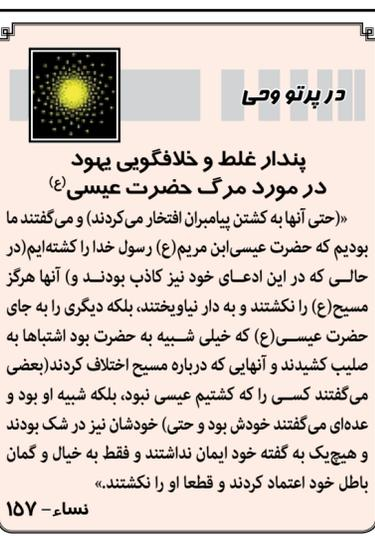 در پرتو وحی
پندار غلط و خلافگویی یهود
در مورد مرگ حضرت عیسی(ع)
«(حتی آنها به کشتن پیامبران افتخار می‌کردند) و می‌گفتند ما
بودیم که حضرت عیسی‌ابن مریم(ع) رسول خدا را کشته‌ایم(در
حالی که در این ادعای خود نیز کاذب بودند و) آنها هرگز
مسیح(ع) را نکشتند و به دار نیاویختند، بلکه دیگری را به جای
حضرت عیسی(ع) که خیلی شبیه به حضرت بود اشتباها به
صلیب کشیدند و آنهایی که درباره مسیح اختلاف کردند(بعضی
می‌گفتند کسی را که کشتیم عیسی نبود، بلکه شبیه او بود و
عده‌ای می‌گفتند خودش بود و حتی) خودشان نیز در شک بودند
و هیچ‌یک به گفته خود ایمان نداشتند و فقط به خیال و گمان
باطل خود اعتماد کردند و قطعا او را نکشتند.»
نساء- ۱۵۷